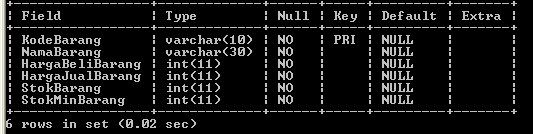 | Field | Type | Null | Key | Default | Extra |
| KodeBarang | varchar(10) | NO | PRI | NULL | |
| NamaBarang | varchar(30) | NO | | NULL | |
| HargaBeliBarang | int(11) | NO | | NULL | |
| HargaJualBarang | int(11) | NO | | NULL | |
| StokBarang | int(11) | NO | | NULL | |
| StokMinBarang | int(11) | NO | | NULL | |
6 rows in set (0.02 sec)